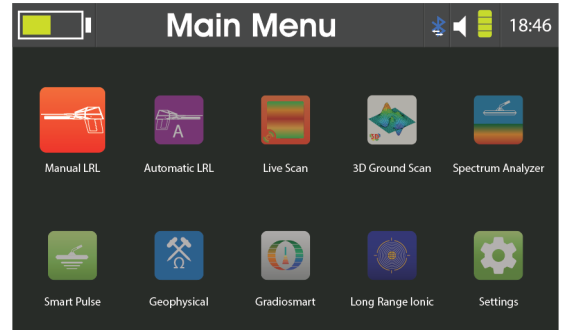 Main Menu
18:46
A
Manual LRL
Automatic LRL
Live Scan
3D Ground Scan
Spectrum Analyzer
Ω
Smart Pulse
Geophysical
Gradiosmart
Long Range Ionic
Settings